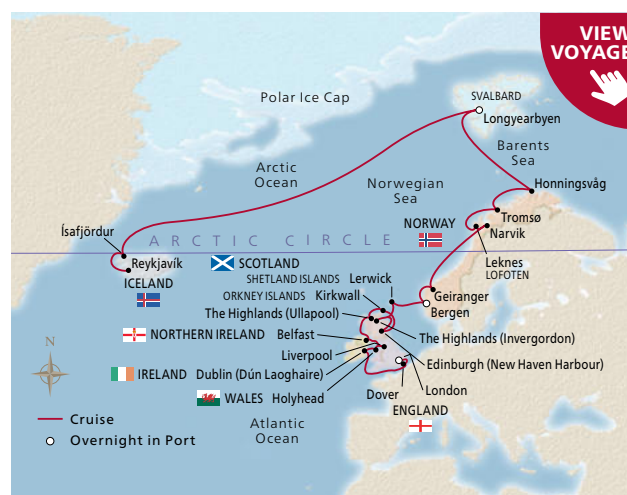 VIEW
VOYAGE
Polar Ice Cap
SVALBARD
Longyearbyen
Barents
Sea
Arctic
Ocean
Norwegian
Sea
Honningsvåg
Tromsø
Narvik
NORWAY
Ísafjördur
ARCTIC CIRCLE
Leknes
LOFOTEN
Reykjavík
ICELAND
SCOTLAND
SHETLAND ISLANDS
Lerwick
ORKNEY ISLANDS
Kirkwall
Geiranger
Bergen
The Highlands (Ullapool)
The Highlands (Invergordon)
NORTHERN IRELAND
Belfast
Liverpool
Edinburgh (New Haven Harbour)
IRELAND
Dublin (Dún Laoghaire)
WALES
Holyhead
London
Dover
ENGLAND
Atlantic
Ocean
N
Cruise
Overnight in Port